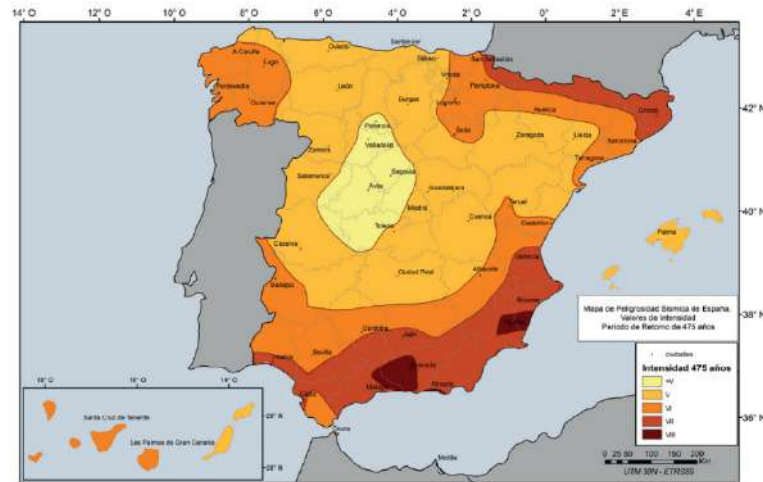 14° O 12° O 10° O 8° O 6° O 4° O 2° O 0° 2° E 4° E
Santander
Oviedo
A Coruña
Lugo
Bilbao
San Sebastián
Vitoria
Pamplona
León
Pontevedra
Burgos
Logroño
Huesca
Girona
Ourense
42° N
Palencia
Soria
Zaragoza
Lleida
Valladolid
Barcelona
Zamora
Tarragona
Segovia
Salamanca
Ávila
Guadalajara
Madrid
Teruel
40° N
Cuenca
Castellón
Toledo
Palma
Cáceres
Valencia
Ciudad Real
Albacete
Badajoz
Alicante
Mapa de Peligrosidad Sísmica de España.
Valores de Intensidad
Periodo de Retorno de 475 años
38° N
Murcia
Córdoba
Jaén
ciudades
Huelva
Sevilla
Intensidad 475 años
Granada
<V
V
Málaga
Almería
VI
Cádiz
VII
VIII
36° N
Ceuta
Melilla
0 25 50 100 150 200
Km
UTM 30N - ETRS89
18° O 16° O 14° O
Santa Cruz de Tenerife
29° N
Las Palmas de Gran Canaria
28° N